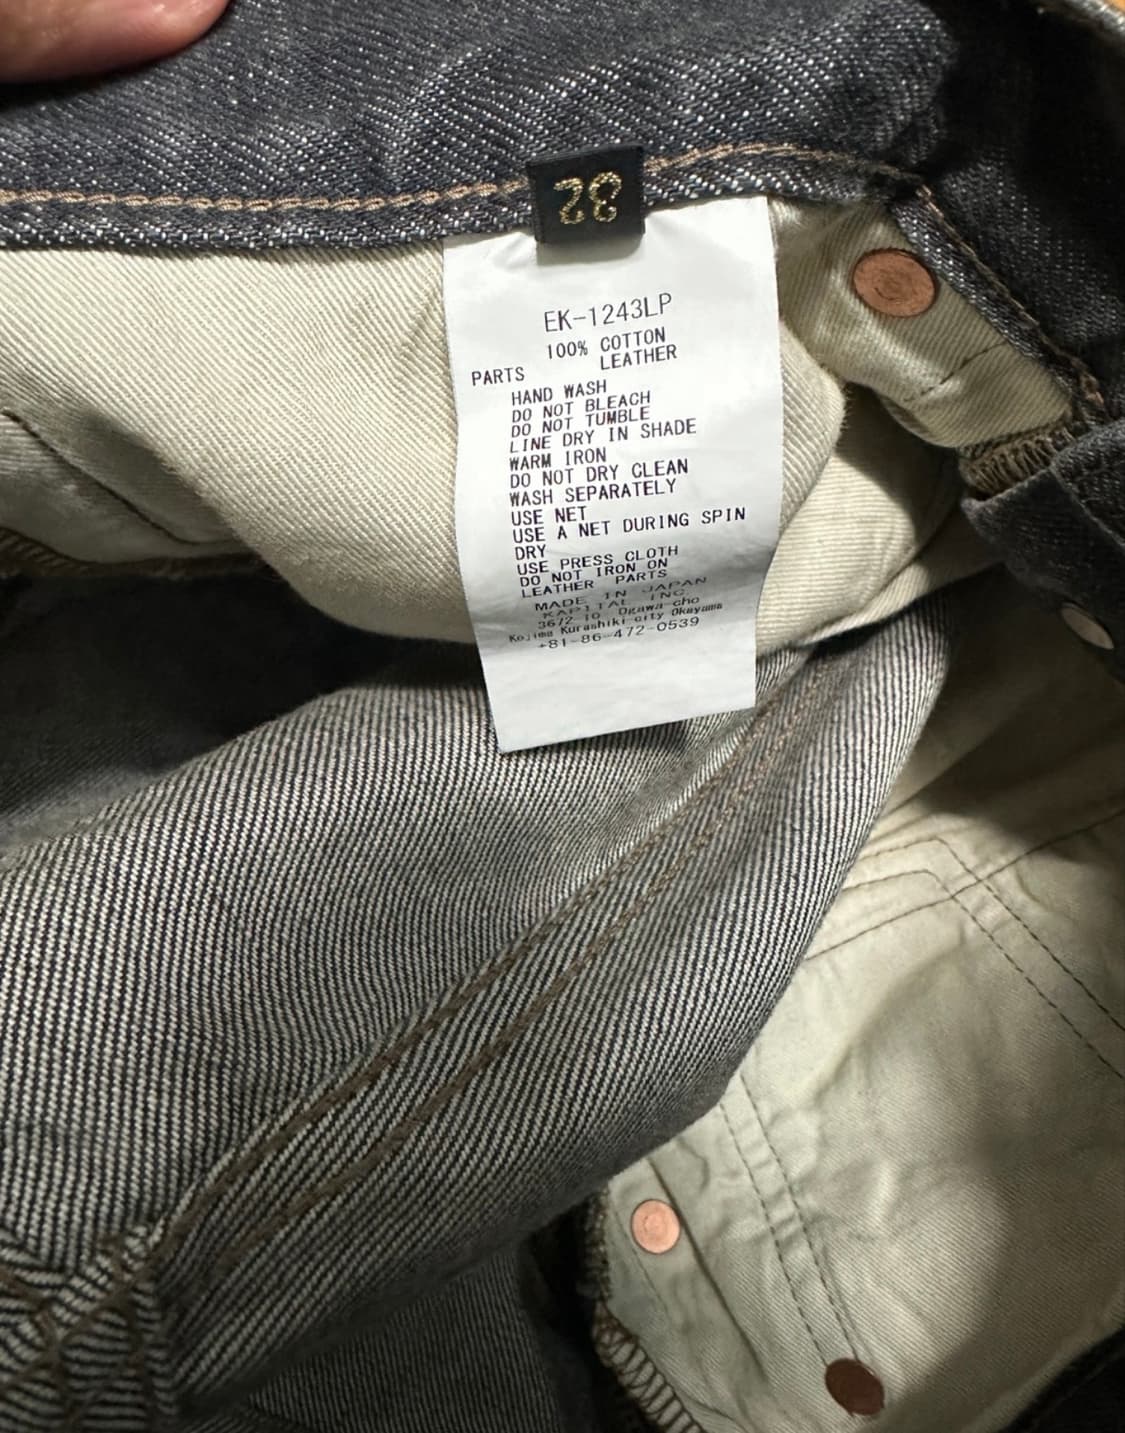 32
EK-1243LP
100% COTTON
PARTS LEATHER
HAND WASH
DO NOT BLEACH
DO NOT TUMBLE
LINE DRY IN SHADE
WARM IRON
DO NOT DRY CLEAN
WASH SEPARATELY
USE NET
USE A NET DURING SPIN
DRY
USE PRESS CLOTH
DO NOT IRON ON
LEATHER PARTS
MADE IN JAPAN
KAPITAL INC.
3672-10 Ogawa-cho
Kojima Kurashiki-city Okayama
+81-86-472-0539